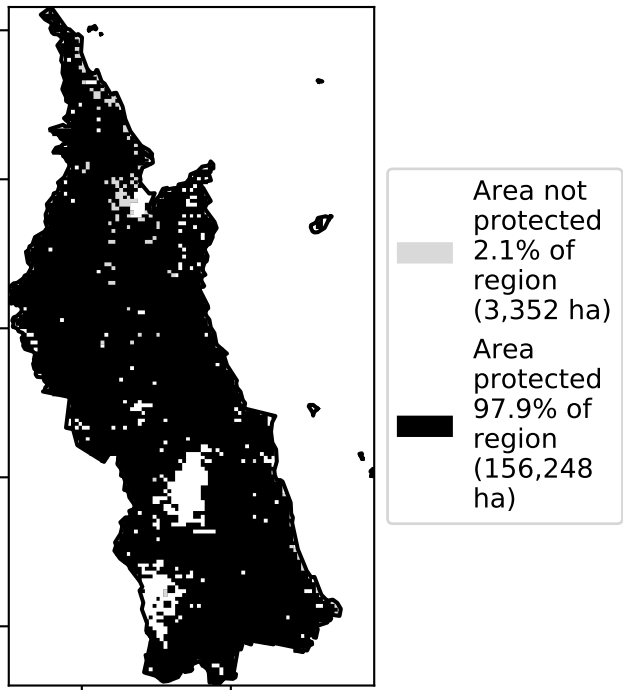 Area not
protected
2.1% of
region
(3,352 ha)
Area
protected
97.9% of
region
(156,248
ha)